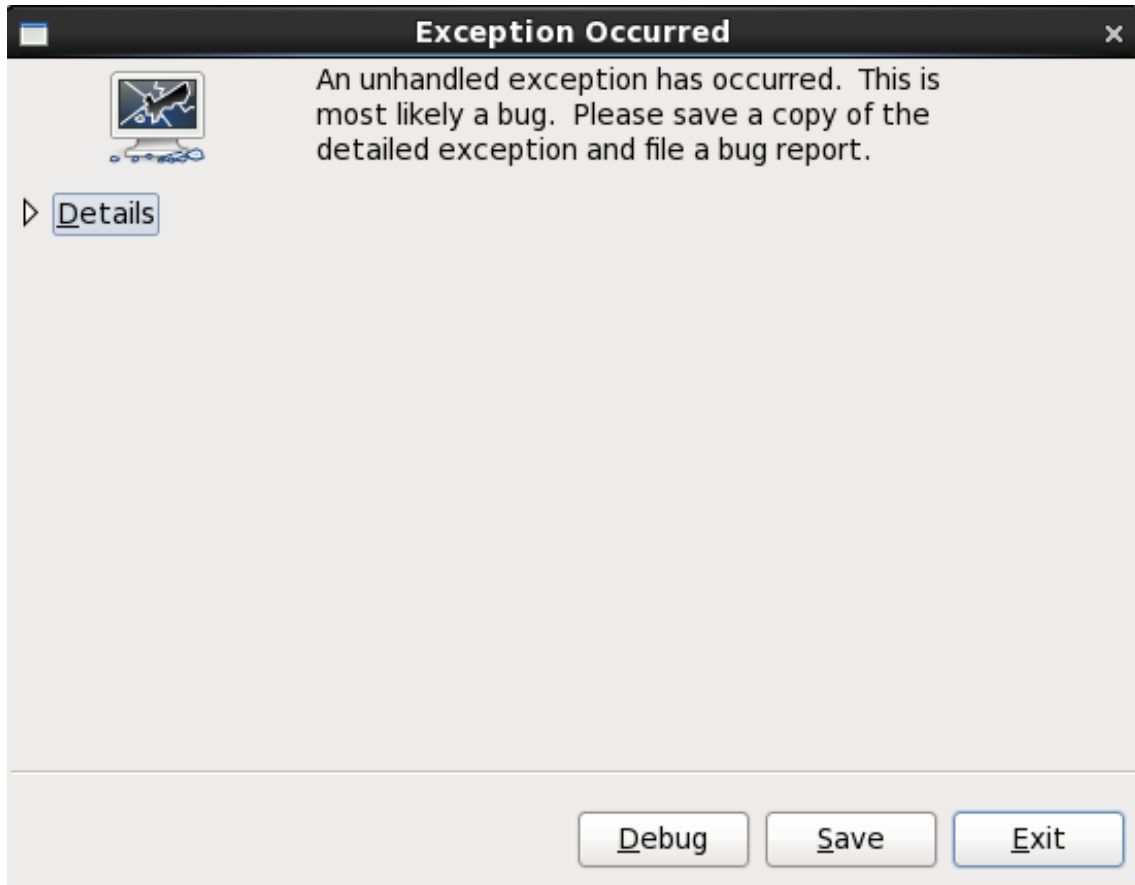 Exception Occurred
An unhandled exception has occurred.  This is
most likely a bug.  Please save a copy of the
detailed exception and file a bug report.
Details
Debug
Save
Exit